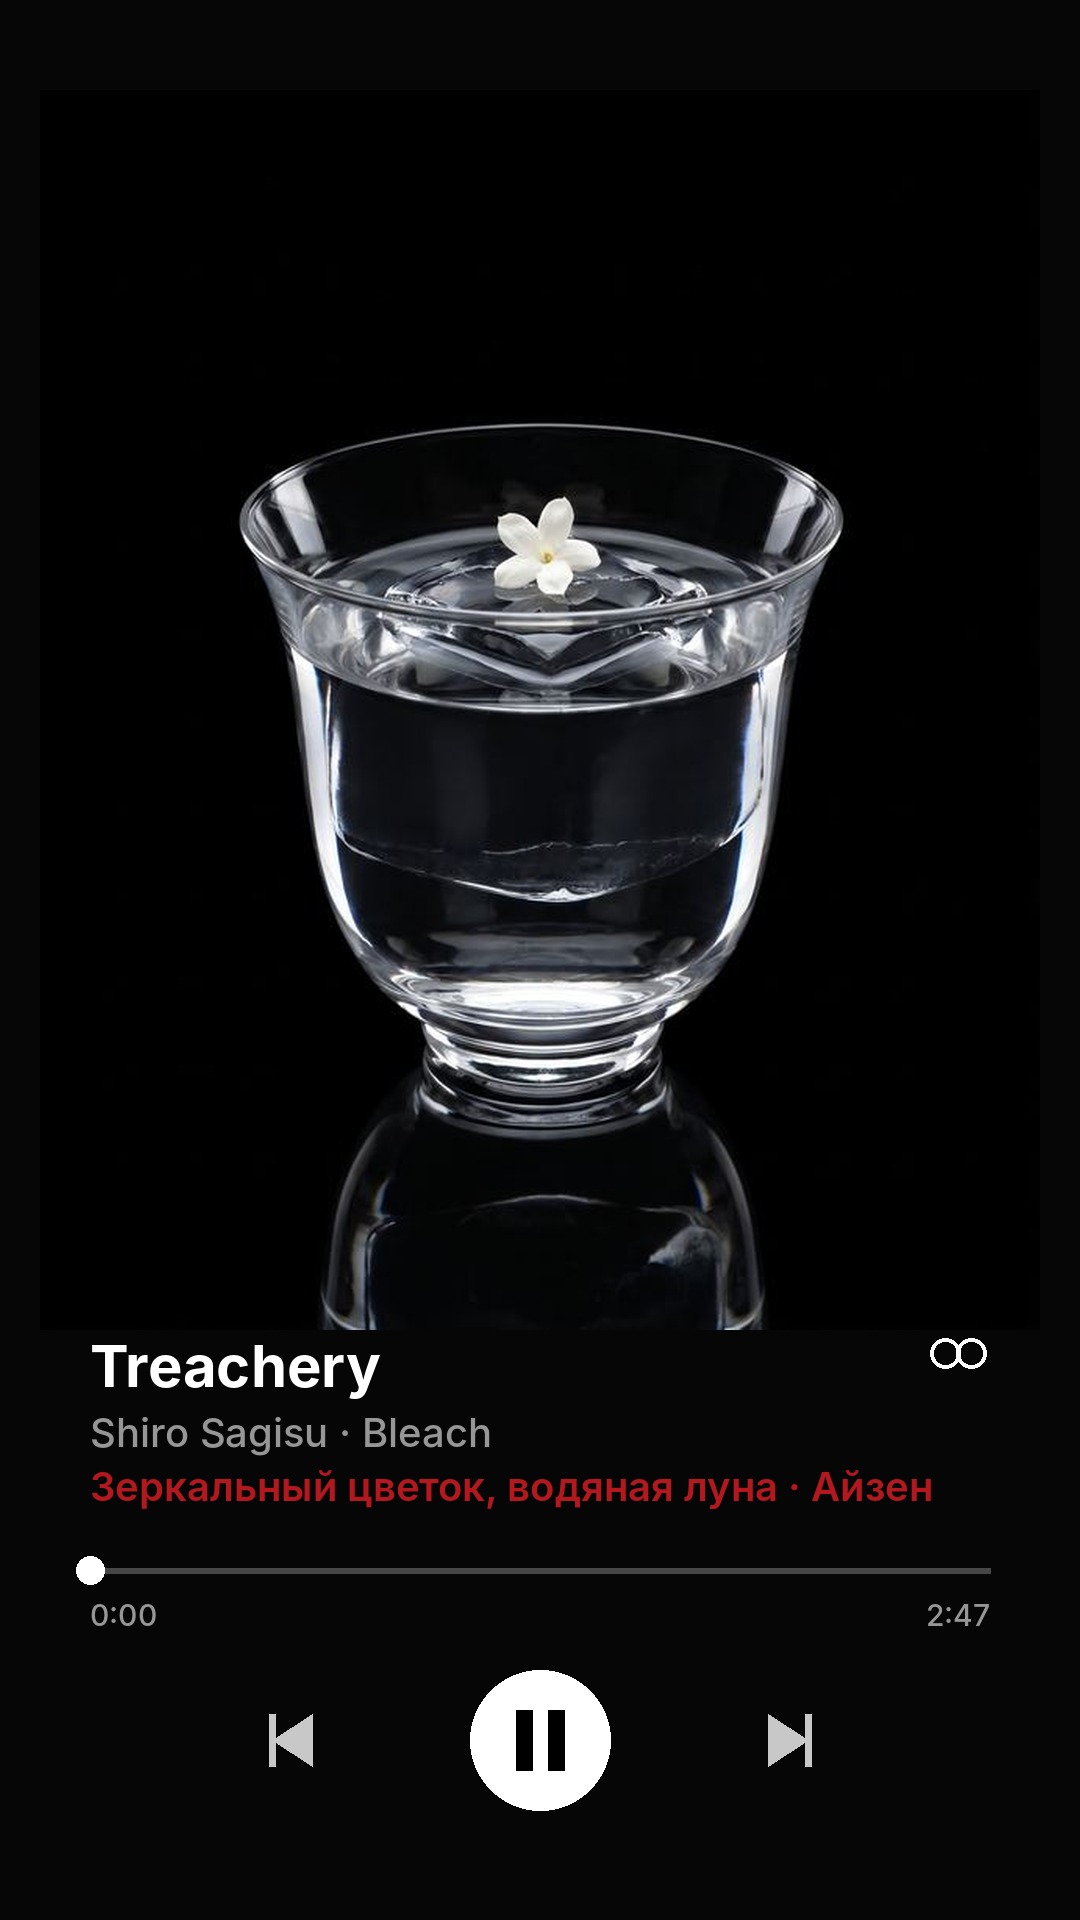 Treachery
Shiro Sagisu · Bleach
Зеркальный цветок, водяная луна · Айзен
0:00
2:47